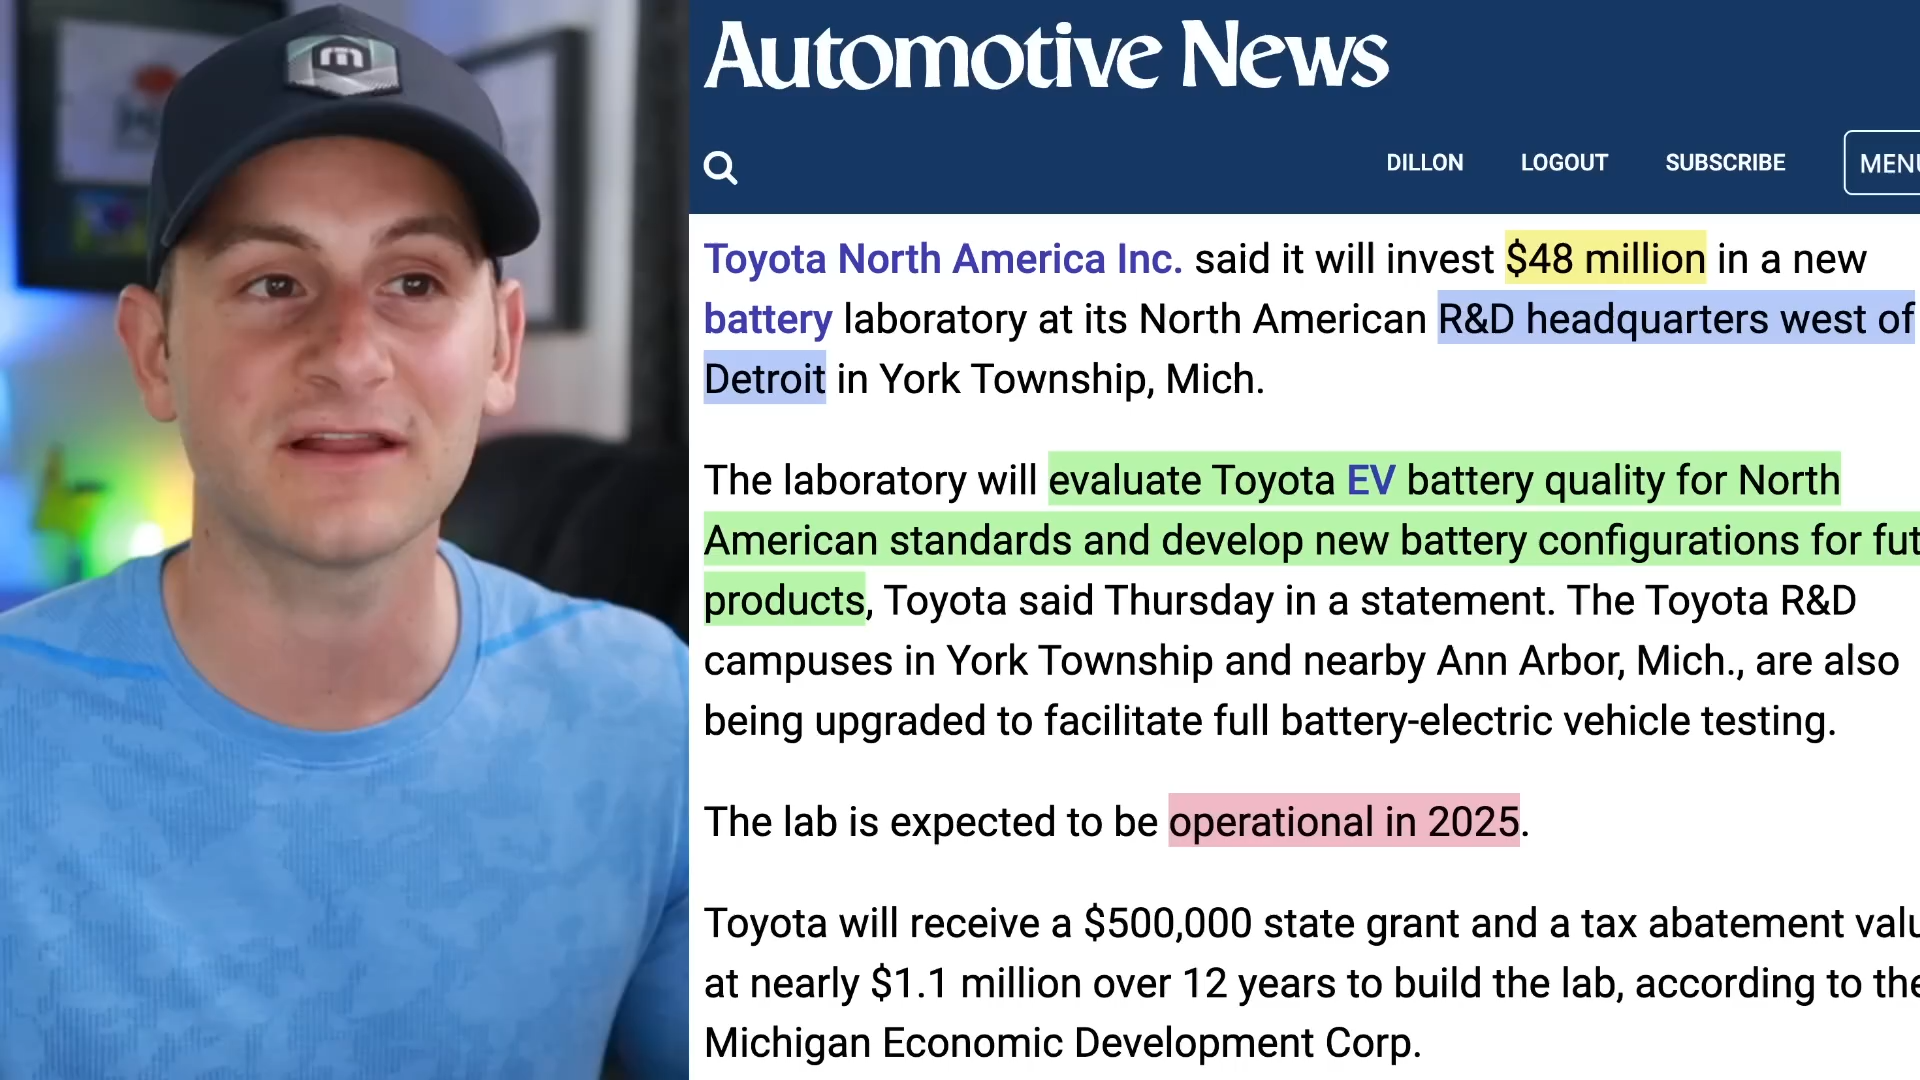 Automotive News
DILLON LOGOUT SUBSCRIBE MENU
Toyota North America Inc. said it will invest $48 million in a new
battery laboratory at its North American R&D headquarters west of
Detroit in York Township, Mich.
The laboratory will evaluate Toyota EV battery quality for North
American standards and develop new battery configurations for fut
products, Toyota said Thursday in a statement. The Toyota R&D
campuses in York Township and nearby Ann Arbor, Mich., are also
being upgraded to facilitate full battery-electric vehicle testing.
The lab is expected to be operational in 2025.
Toyota will receive a $500,000 state grant and a tax abatement valu
at nearly $1.1 million over 12 years to build the lab, according to the
Michigan Economic Development Corp.